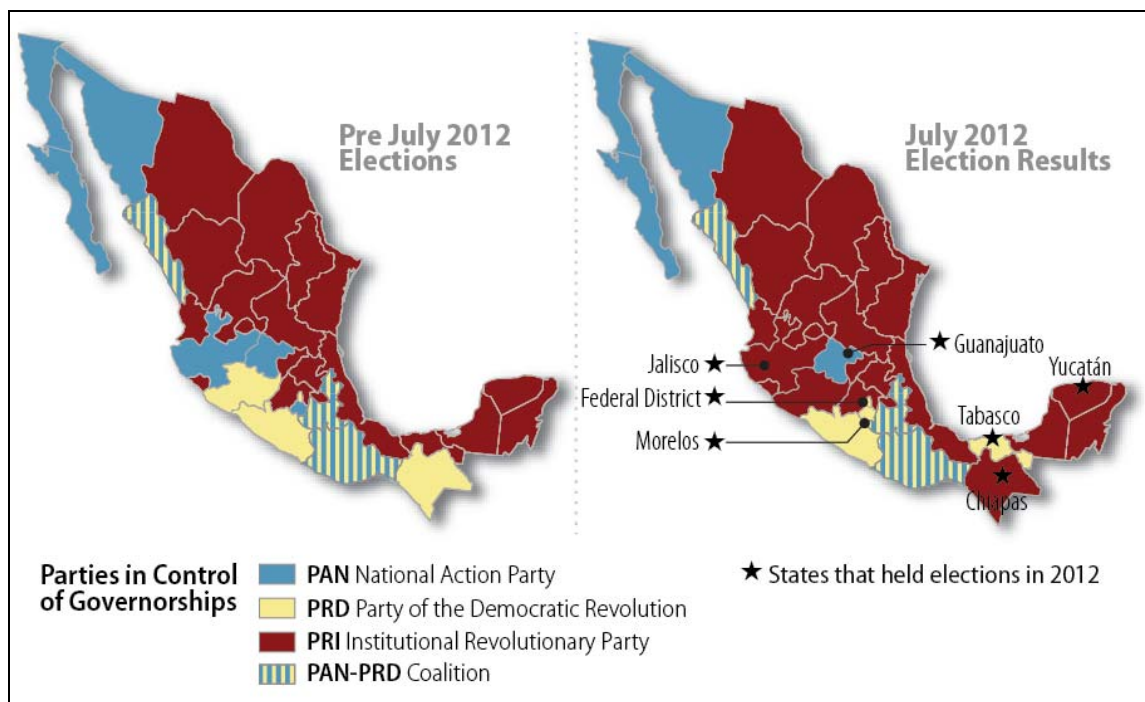 Pre July 2012
Elections
July 2012
Election Results
Guanajuato
Jalisco
Yucatán
Federal District
Tabasco
Morelos
Chiapas
Parties in Control
of Governorships
PAN National Action Party
PRD Party of the Democratic Revolution
PRI Institutional Revolutionary Party
PAN-PRD Coalition
States that held elections in 2012